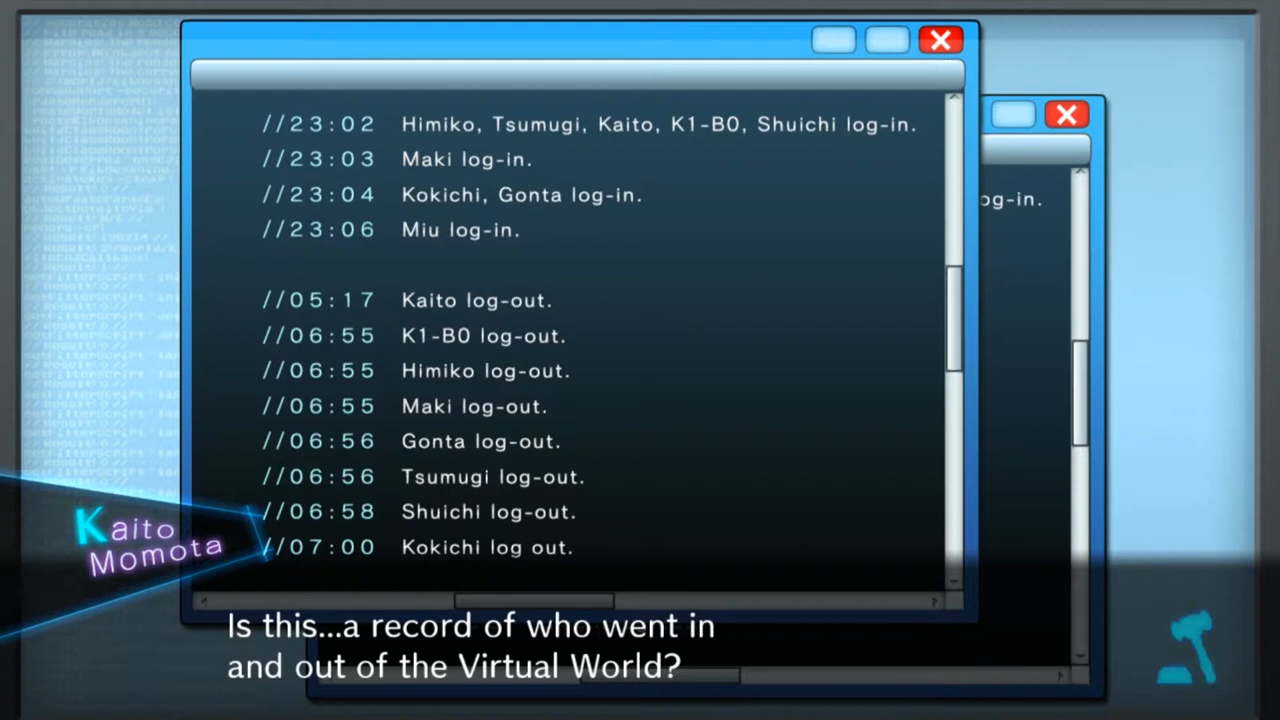 //23:02 Himiko, Tsumugi, Kaito, K1-B0, Shuichi log-in.
//23:03 Maki log-in.
//23:04 Kokichi, Gonta log-in.
//23:06 Miu log-in.
og-in.
//05:17 Kaito log-out.
//06:55 K1-B0 log-out.
//06:55 Himiko log-out.
//06:55 Maki log-out.
//06:56 Gonta log-out.
//06:56 Tsumugi log-out.
//06:58 Shuichi log-out.
//07:00 Kokichi log out.
Kaito
Momota
Is this...a record of who went in
and out of the Virtual World?